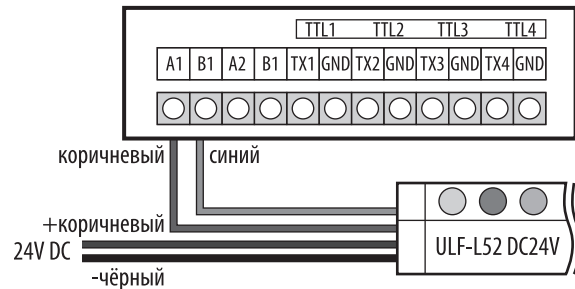 TTL1 TTL2 TTL3 TTL4
A1 B1 A2 B1 TX1 GND TX2 GND TX3 GND TX4 GND
коричневый синий
+коричневый
24V DC
-чёрный
ULF-L52 DC24V